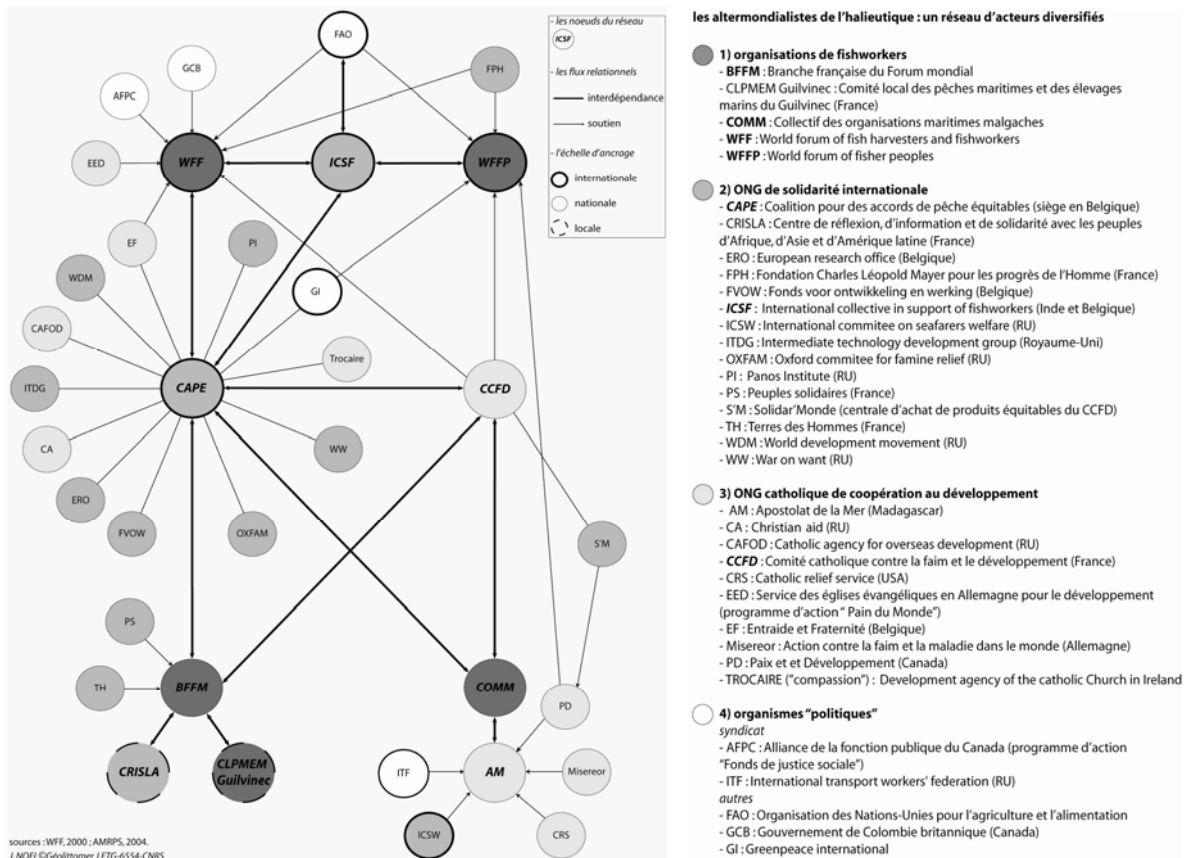 - les noeuds du réseau
ICSF
- les flux relationnels
interdépendance
soutien
- l'échelle d'ancrage
internationale
nationale
locale
FAO
GCB
FPH
AFPC
EED
WFF
ICSF
WFFP
EF
PI
WDM
GI
CAFOD
Trocaire
ITDG
CAPE
CCFD
CA
WW
ERO
FVOW
OXFAM
S'M
PS
TH
BFFM
COMM
PD
CRISLA
CLPMEM
Guilvinec
ITF
AM
Misereor
ICSW
CRS
sources : WFF, 2000 ; AMRPS, 2004.
L NOEL ©Géolittomer LETG-6554-CNRS
les altermondialistes de l'halieutique : un réseau d'acteurs diversifiés
1) organisations de fishworkers
- BFFM : Branche française du Forum mondial
- CLPMEM Guilvinec : Comité local des pêches maritimes et des élevages
marins du Guilvinec (France)
- COMM : Collectif des organisations maritimes malgaches
- WFF : World forum of fish harvesters and fishworkers
- WFFP : World forum of fisher peoples
2) ONG de solidarité internationale
- CAPE : Coalition pour des accords de pêche équitables (siège en Belgique)
- CRISLA : Centre de réflexion, d'information et de solidarité avec les peuples
d'Afrique, d'Asie et d'Amérique latine (France)
- ERO : European research office (Belgique)
- FPH : Fondation Charles Léopold Mayer pour les progrès de l'Homme (France)
- FVOW : Fonds voor ontwikkeling en werking (Belgique)
- ICSF : International collective in support of fishworkers (Inde et Belgique)
- ICSW : International commitee on seafarers welfare (RU)
- ITDG : Intermediate technology development group (Royaume-Uni)
- OXFAM : Oxford commitee for famine relief (RU)
- PI : Panos Institute (RU)
- PS : Peuples solidaires (France)
- S'M : Solidar'Monde (centrale d'achat de produits équitables du CCFD)
- TH : Terres des Hommes (France)
- WDM : World development movement (RU)
- WW : War on want (RU)
3) ONG catholique de coopération au développement
- AM : Apostolat de la Mer (Madagascar)
- CA : Christian aid (RU)
- CAFOD : Catholic agency for overseas development (RU)
- CCFD : Comité catholique contre la faim et le développement (France)
- CRS : Catholic relief service (USA)
- EED : Service des églises évangéliques en Allemagne pour le développement
(programme d'action " Pain du Monde")
- EF : Entraide et Fraternité (Belgique)
- Misereor : Action contre la faim et la maladie dans le monde (Allemagne)
- PD : Paix et et Développement (Canada)
- TROCAIRE ("compassion") : Development agency of the catholic Church in Ireland
4) organismes "politiques"
syndicat
- AFPC : Alliance de la fonction publique du Canada (programme d'action
"Fonds de justice sociale")
- ITF : International transport workers' federation (RU)
autres
- FAO : Organisation des Nations-Unies pour l'agriculture et l'alimentation
- GCB : Gouvernement de Colombie britannique (Canada)
- GI : Greenpeace international